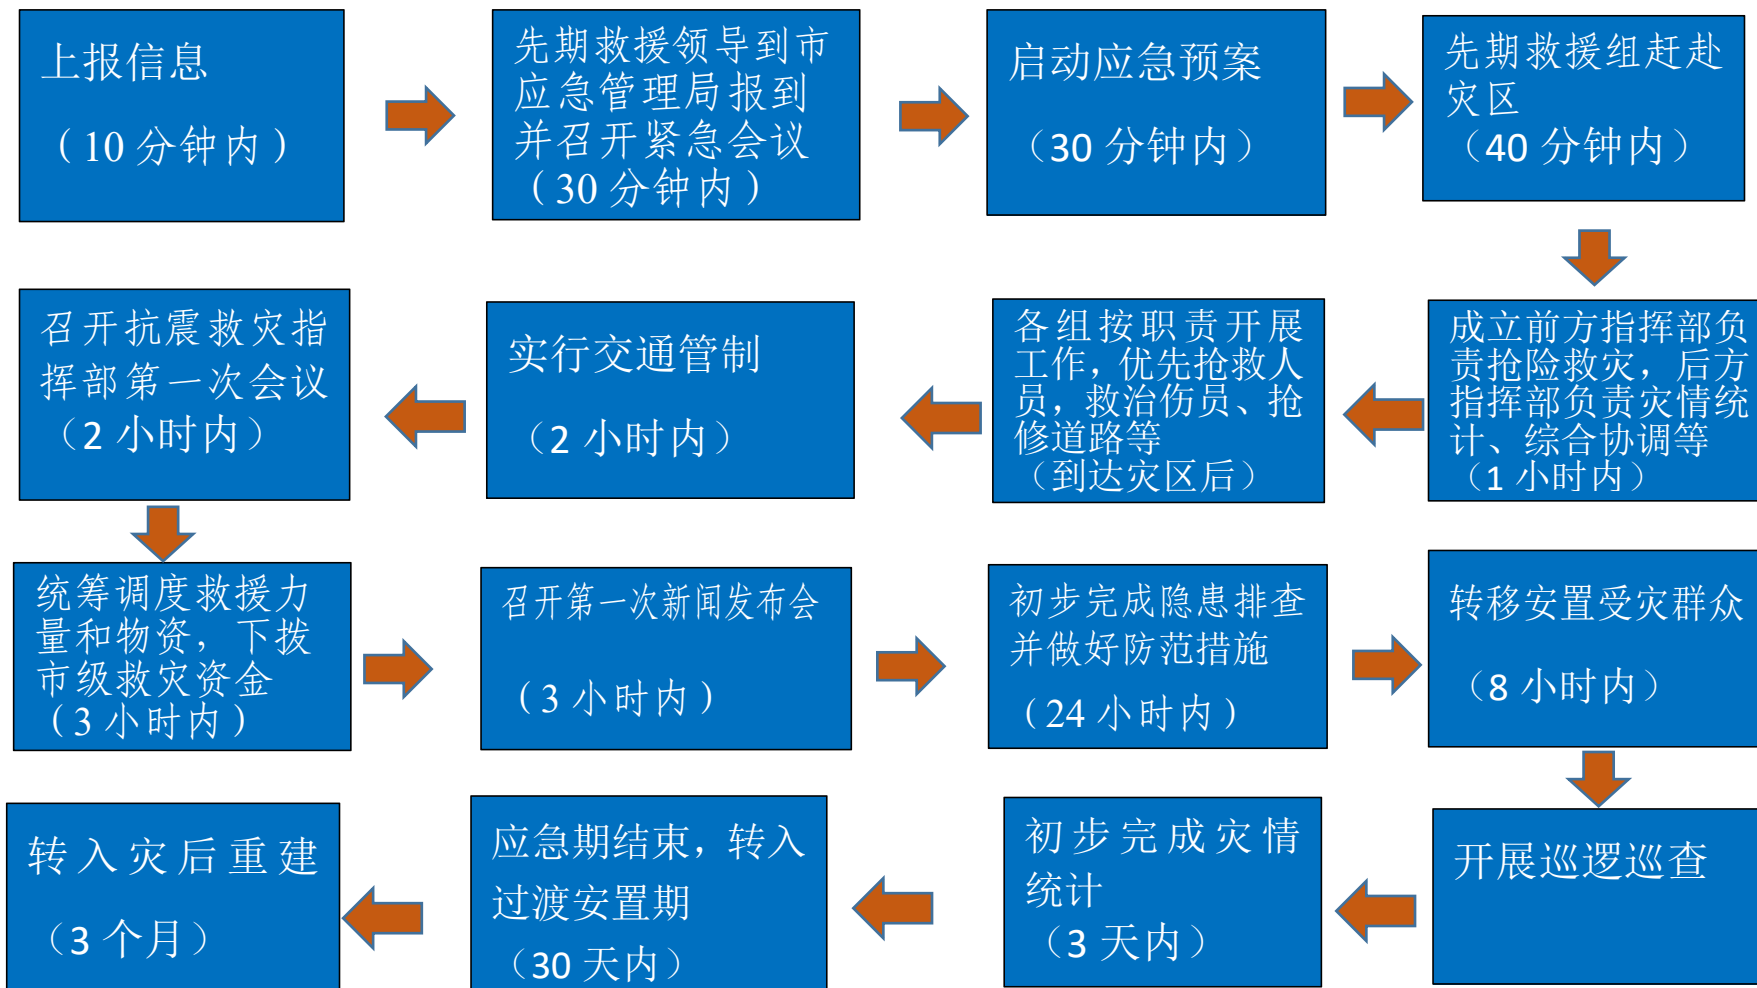 上报信息
（10 分钟内）
先期救援领导到市
应急管理局报到
并召开紧急会议
（30 分钟内）
启动应急预案
（30 分钟内）
先期救援组赶赴
灾区
（40 分钟内）
成立前方指挥部负
责抢险救灾，后方
指挥部负责灾情统
计、综合协调等
（1 小时内）
各组按职责开展
工作，优先抢救人
员，救治伤员、抢
修道路等
（到达灾区后）
实行交通管制
（2 小时内）
召开抗震救灾指
挥部第一次会议
（2 小时内）
统筹调度救援力
量和物资，下拨
市级救灾资金
（3 小时内）
召开第一次新闻发布会
（3 小时内）
初步完成隐患排查
并做好防范措施
（24 小时内）
转移安置受灾群众
（8 小时内）
开展巡逻巡查
初步完成灾情
统计
（3 天内）
应急期结束，转入
过渡安置期
（30 天内）
转入灾后重建
（3 个月）